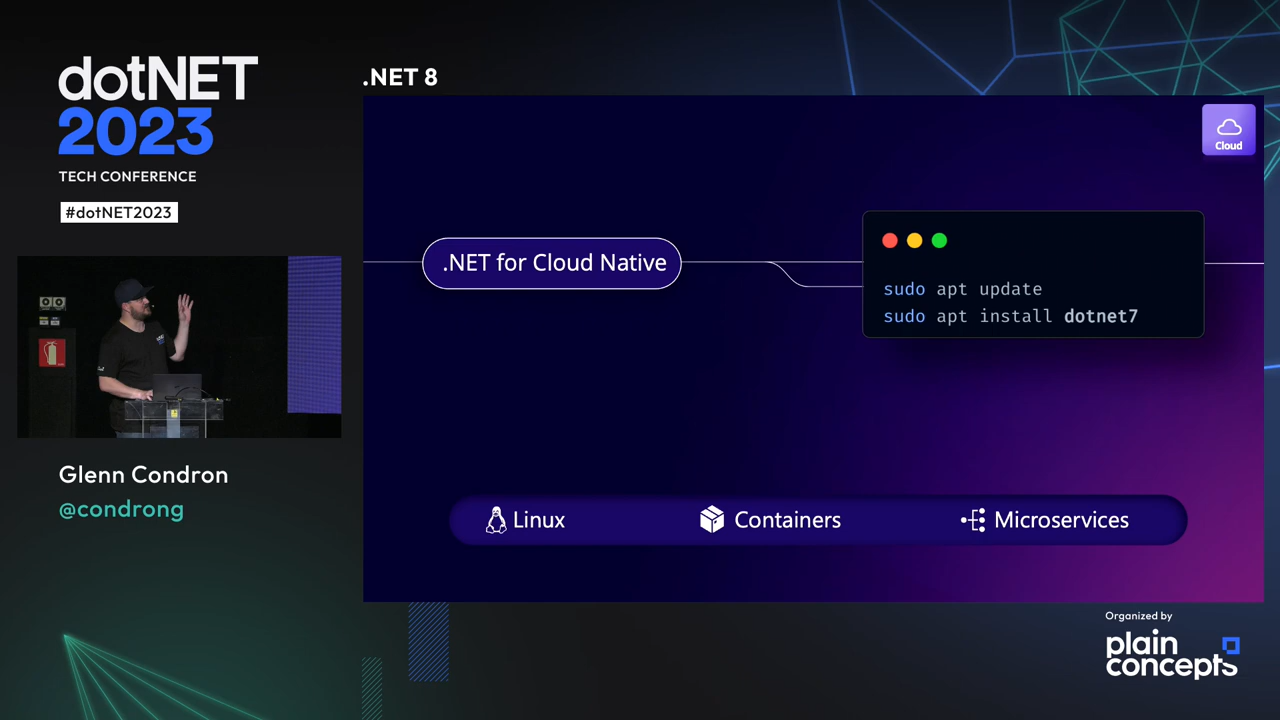 dotNET
2023
TECH CONFERENCE
#dotNET2023
Glenn Condron
@condrong
.NET 8
Cloud
.NET for Cloud Native
sudo apt update
sudo apt install dotnet7
Linux
Containers
Microservices
Organized by
plain
concepts